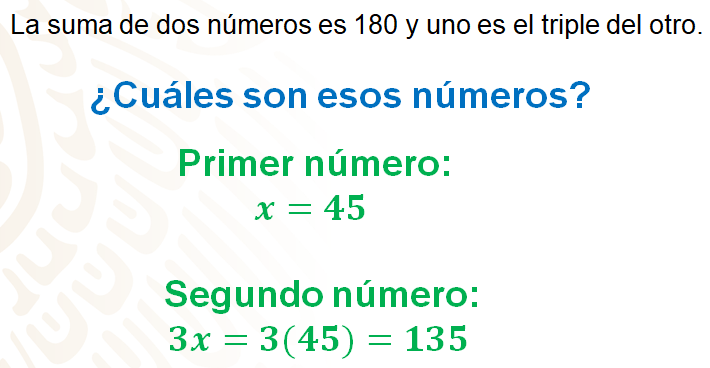 La suma de dos números es 180 y uno es el triple del otro.
¿Cuáles son esos números?
Primer número:
x = 45
Segundo número:
3x = 3(45) = 135